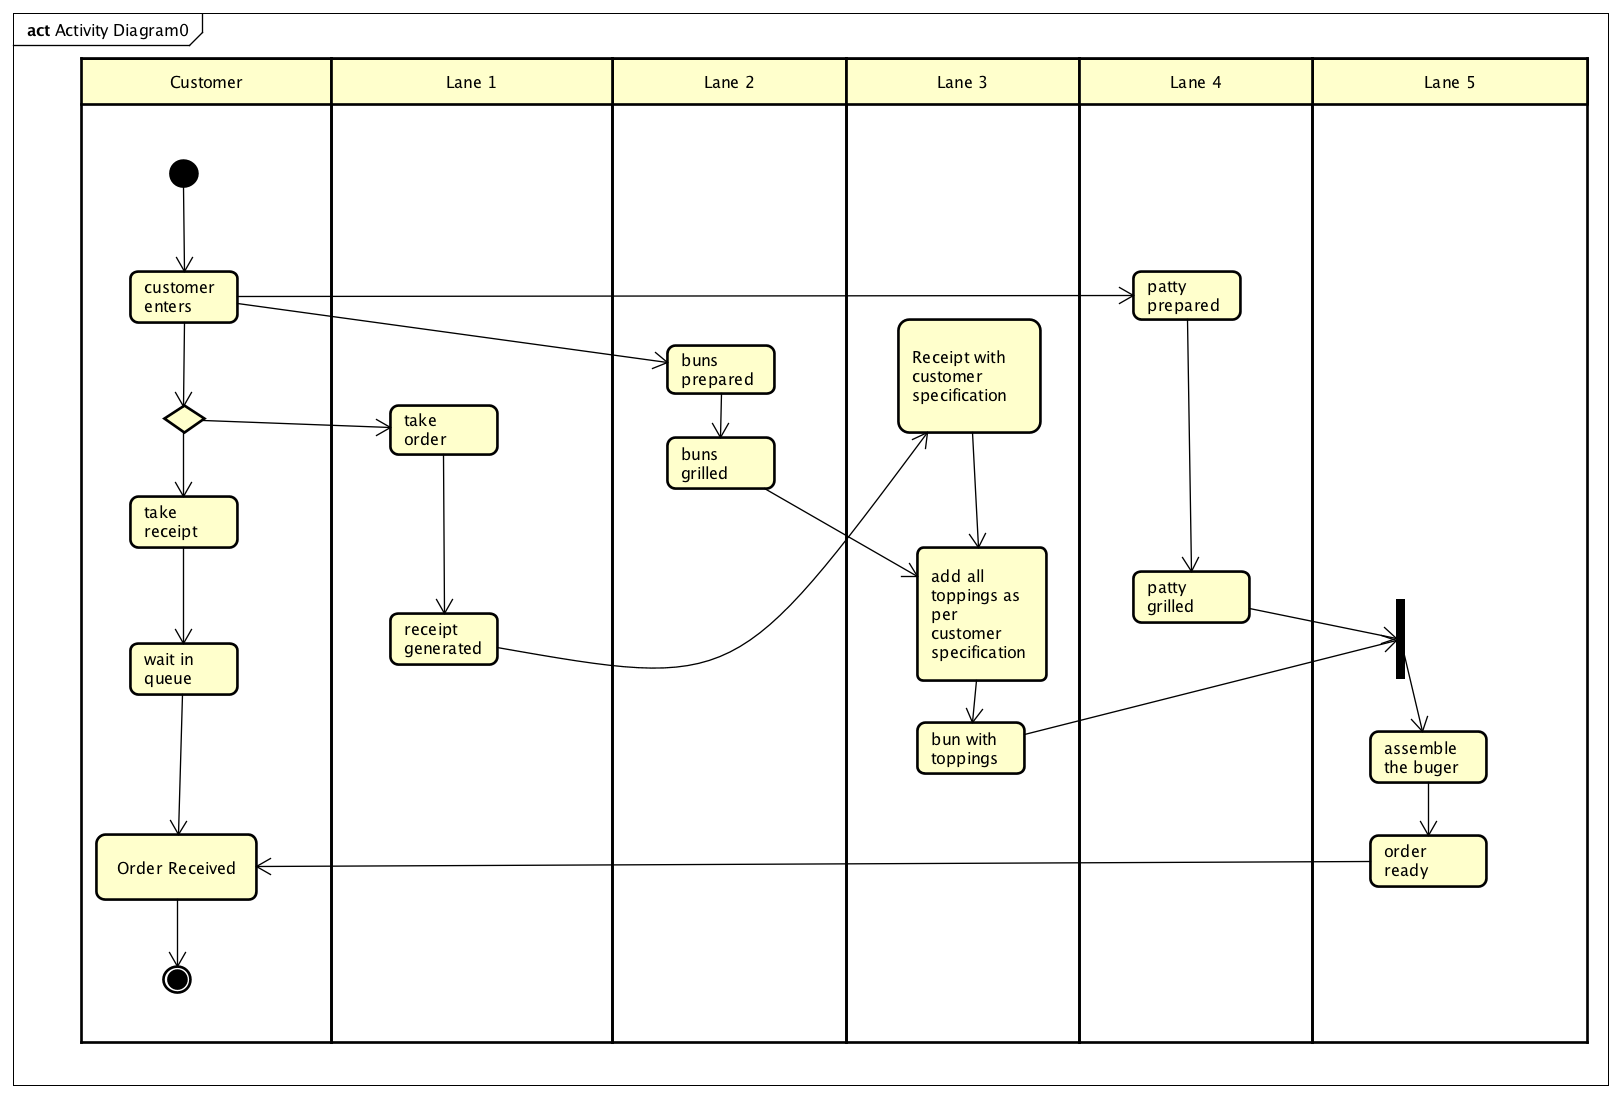 act Activity Diagram0
Customer
Lane 1
Lane 2
Lane 3
Lane 4
Lane 5
customer
enters
patty
prepared
buns
prepared
Receipt with
customer
specification
take
order
buns
grilled
take
receipt
add all
toppings as
per
customer
specification
patty
grilled
receipt
generated
wait in
queue
bun with
toppings
assemble
the buger
Order Received
order
ready